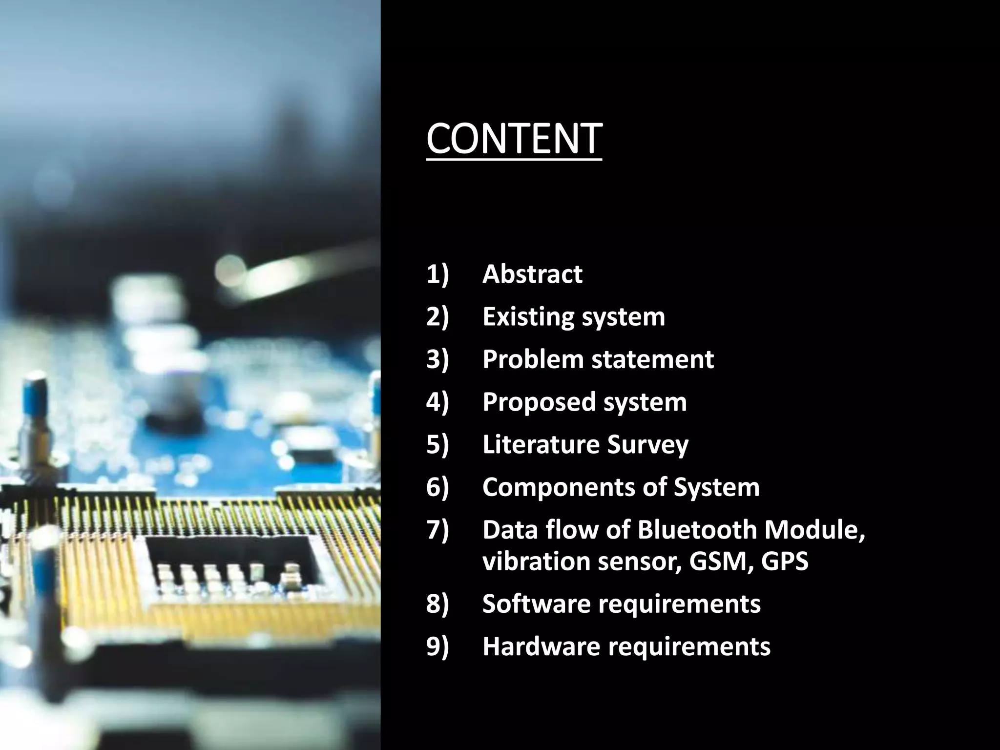 CONTENT
1) Abstract
2) Existing system
3) Problem statement
4) Proposed system
5) Literature Survey
6) Components of System
7) Data flow of Bluetooth Module,
vibration sensor, GSM, GPS
8) Software requirements
9) Hardware requirements